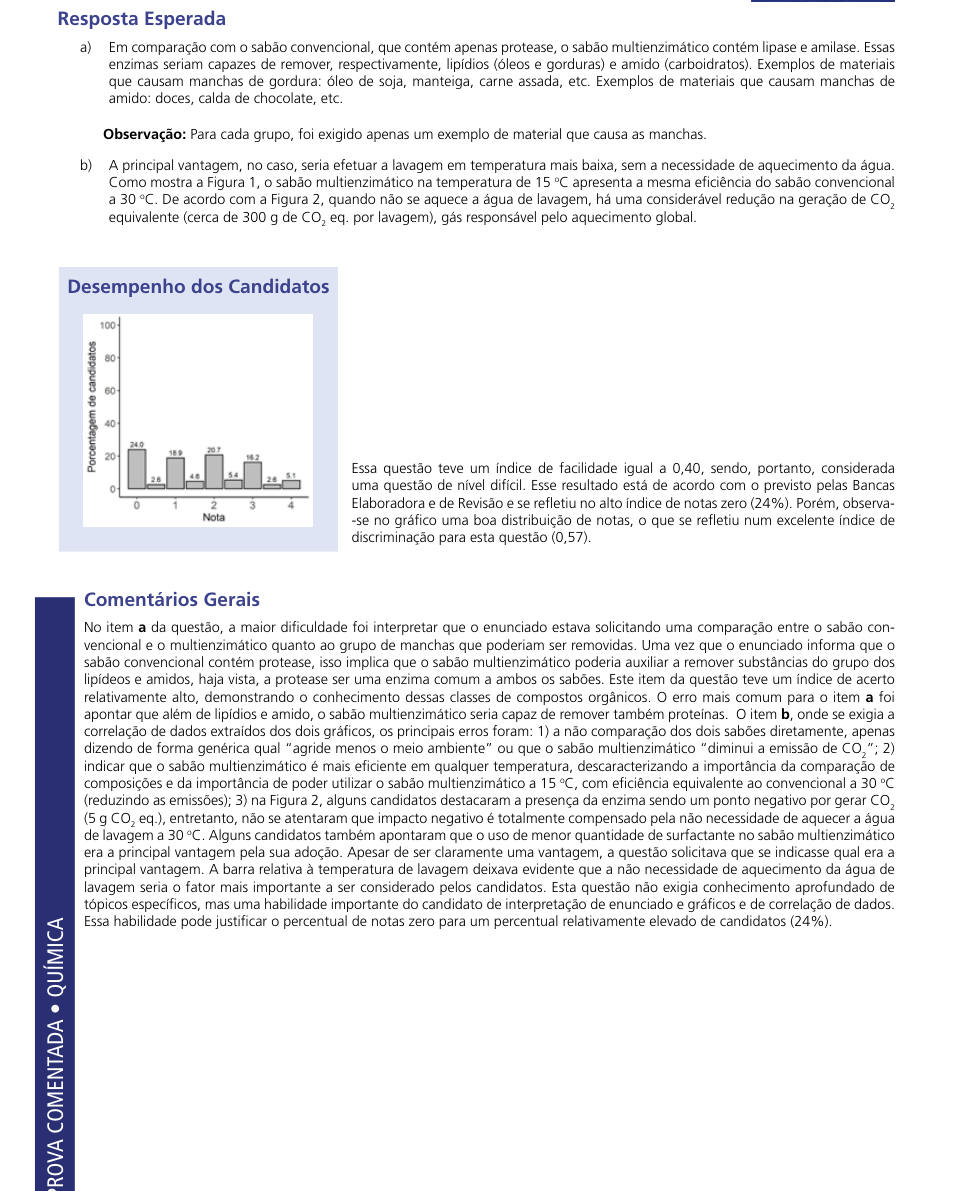 Resposta Esperada
a) Em comparação com o sabão convencional, que contém apenas protease, o sabão multienzimático contém lipase e amilase. Essas
enzimas seriam capazes de remover, respectivamente, lipídios (óleos e gorduras) e amido (carboidratos). Exemplos de materiais
que causam manchas de gordura: óleo de soja, manteiga, carne assada, etc. Exemplos de materiais que causam manchas de
amido: doces, calda de chocolate, etc.
Observação: Para cada grupo, foi exigido apenas um exemplo de material que causa as manchas.
b) A principal vantagem, no caso, seria efetuar a lavagem em temperatura mais baixa, sem a necessidade de aquecimento da água.
Como mostra a Figura 1, o sabão multienzimático na temperatura de 15 ºC apresenta a mesma eficiência do sabão convencional
a 30 ºC. De acordo com a Figura 2, quando não se aquece a água de lavagem, há uma considerável redução na geração de CO2
equivalente (cerca de 300 g de CO2 eq. por lavagem), gás responsável pelo aquecimento global.
Desempenho dos Candidatos
Porcentagem de candidatos
100
80
60
40
20
0
24.0
2.6
18.9
4.6
20.7
5.4
16.2
2.6
5.1
0 1 2 3 4
Nota
Essa questão teve um índice de facilidade igual a 0,40, sendo, portanto, considerada
uma questão de nível difícil. Esse resultado está de acordo com o previsto pelas Bancas
Elaboradora e de Revisão e se refletiu no alto índice de notas zero (24%). Porém, observa-
-se no gráfico uma boa distribuição de notas, o que se refletiu num excelente índice de
discriminação para esta questão (0,57).
Comentários Gerais
No item a da questão, a maior dificuldade foi interpretar que o enunciado estava solicitando uma comparação entre o sabão con-
vencional e o multienzimático quanto ao grupo de manchas que poderiam ser removidas. Uma vez que o enunciado informa que o
sabão convencional contém protease, isso implica que o sabão multienzimático poderia auxiliar a remover substâncias do grupo dos
lipídeos e amidos, haja vista, a protease ser uma enzima comum a ambos os sabões. Este item da questão teve um índice de acerto
relativamente alto, demonstrando o conhecimento dessas classes de compostos orgânicos. O erro mais comum para o item a foi
apontar que além de lipídios e amido, o sabão multienzimático seria capaz de remover também proteínas. O item b, onde se exigia a
correlação de dados extraídos dos dois gráficos, os principais erros foram: 1) a não comparação dos dois sabões diretamente, apenas
dizendo de forma genérica qual “agride menos o meio ambiente” ou que o sabão multienzimático “diminui a emissão de CO2”; 2)
indicar que o sabão multienzimático é mais eficiente em qualquer temperatura, descaracterizando a importância da comparação de
composições e da importância de poder utilizar o sabão multienzimático a 15 ºC, com eficiência equivalente ao convencional a 30 ºC
(reduzindo as emissões); 3) na Figura 2, alguns candidatos destacaram a presença da enzima sendo um ponto negativo por gerar CO2
(5 g CO2 eq.), entretanto, não se atentaram que impacto negativo é totalmente compensado pela não necessidade de aquecer a água
de lavagem a 30 ºC. Alguns candidatos também apontaram que o uso de menor quantidade de surfactante no sabão multienzimático
era a principal vantagem pela sua adoção. Apesar de ser claramente uma vantagem, a questão solicitava que se indicasse qual era a
principal vantagem. A barra relativa à temperatura de lavagem deixava evidente que a não necessidade de aquecimento da água de
lavagem seria o fator mais importante a ser considerado pelos candidatos. Esta questão não exigia conhecimento aprofundado de
tópicos específicos, mas uma habilidade importante do candidato de interpretação de enunciado e gráficos e de correlação de dados.
Essa habilidade pode justificar o percentual de notas zero para um percentual relativamente elevado de candidatos (24%).
PROVA COMENTADA • QUÍMICA